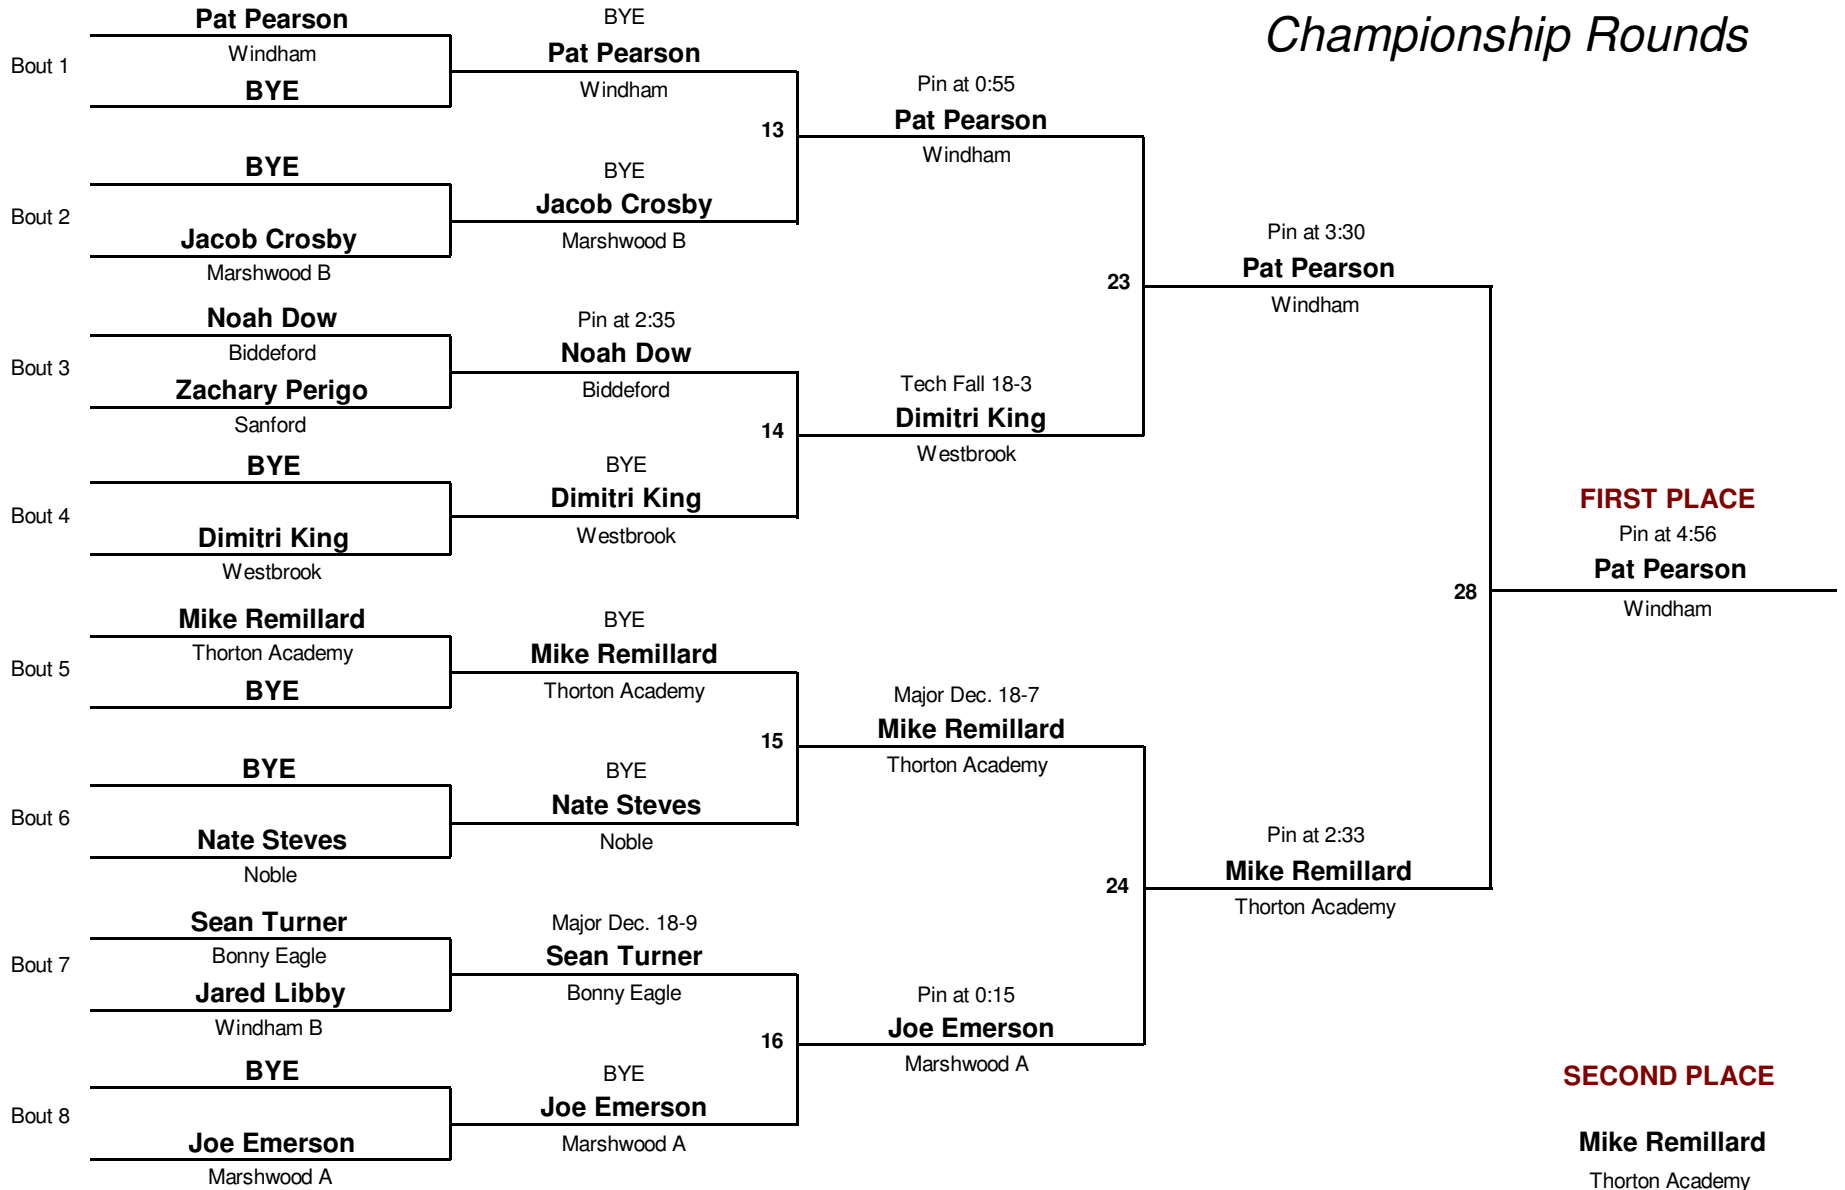 Championship Rounds
Bout 1
Pat Pearson
Windham
BYE
Bout 2
BYE
Jacob Crosby
Marshwood B
Bout 3
Noah Dow
Biddeford
Zachary Perigo
Sanford
Bout 4
BYE
Dimitri King
Westbrook
Bout 5
Mike Remillard
Thorton Academy
BYE
Bout 6
BYE
Nate Steves
Noble
Bout 7
Sean Turner
Bonny Eagle
Jared Libby
Windham B
Bout 8
BYE
Joe Emerson
Marshwood A
BYE
Pat Pearson
Windham
13
BYE
Jacob Crosby
Marshwood B
Pin at 2:35
Noah Dow
Biddeford
14
BYE
Dimitri King
Westbrook
BYE
Mike Remillard
Thorton Academy
15
BYE
Nate Steves
Noble
Major Dec. 18-9
Sean Turner
Bonny Eagle
16
BYE
Joe Emerson
Marshwood A
Pin at 0:55
Pat Pearson
Windham
23
Tech Fall 18-3
Dimitri King
Westbrook
Major Dec. 18-7
Mike Remillard
Thorton Academy
24
Pin at 0:15
Joe Emerson
Marshwood A
Pin at 3:30
Pat Pearson
Windham
28
Pin at 2:33
Mike Remillard
Thorton Academy
FIRST PLACE
Pin at 4:56
Pat Pearson
Windham
SECOND PLACE
Mike Remillard
Thorton Academy